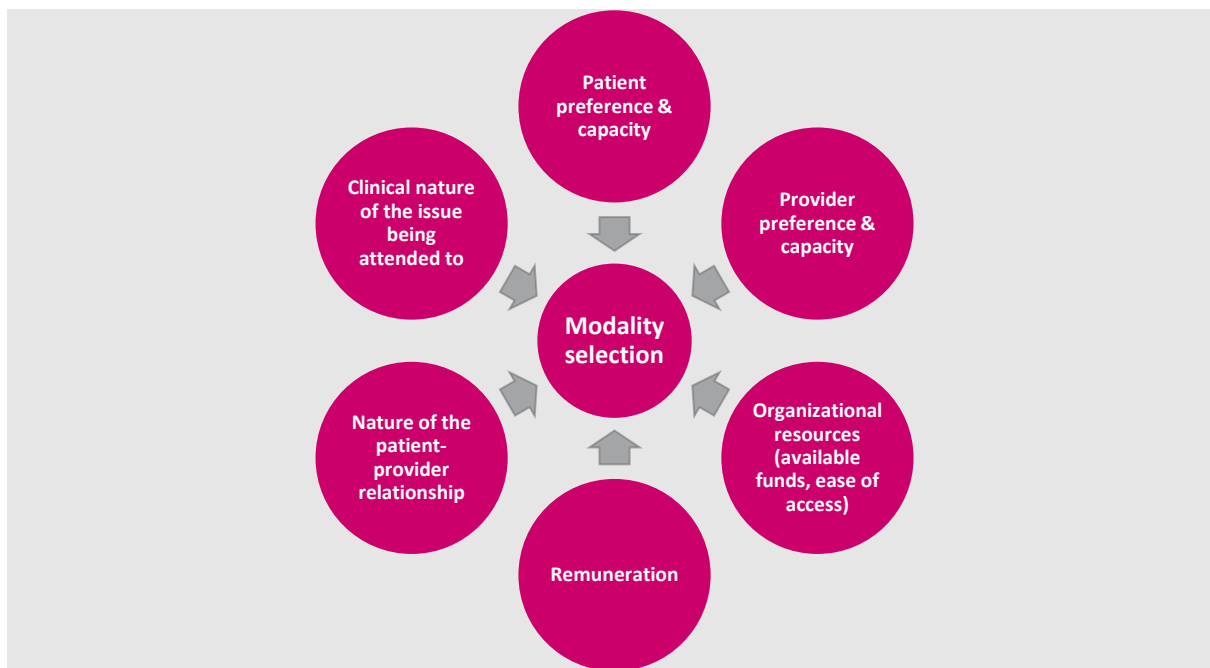 Patient
preference &
capacity
Clinical nature
of the issue
being
attended to
Provider
preference &
capacity
Modality
selection
Nature of the
patient-
provider
relationship
Organizational
resources
(available
funds, ease of
access)
Remuneration